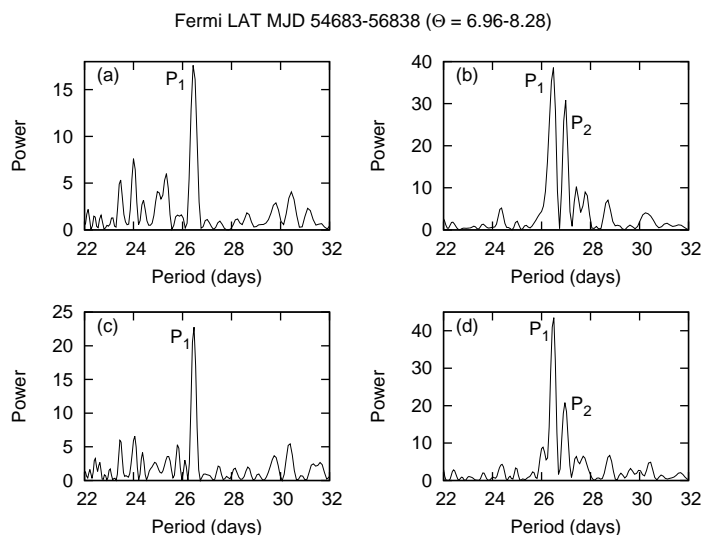 Fermi LAT MJD 54683-56838 (Θ = 6.96-8.28)
(a)
P1
Power
0
5
10
15
22 24 26 28 30 32
Period (days)
(b)
P1
P2
Power
0
10
20
30
40
22 24 26 28 30 32
Period (days)
(c)
P1
Power
0
5
10
15
20
25
22 24 26 28 30 32
Period (days)
(d)
P1
P2
Power
0
10
20
30
40
22 24 26 28 30 32
Period (days)